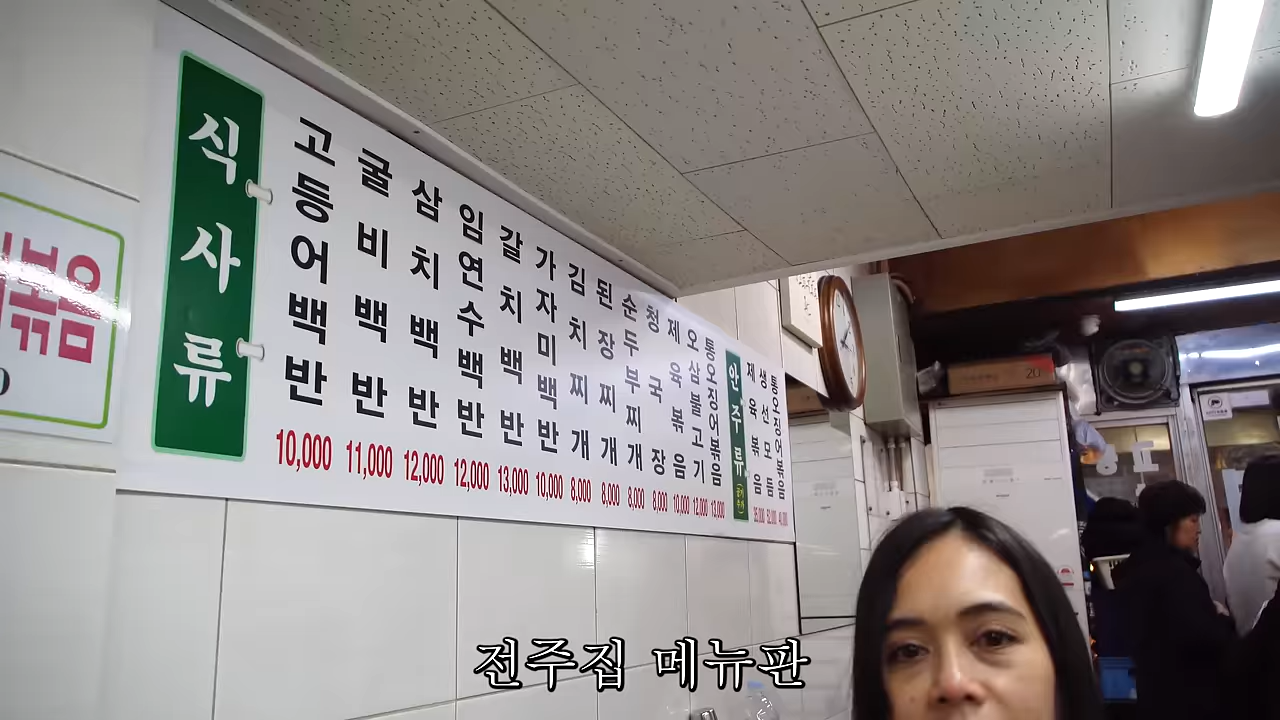 볶음
식사류
고등어백반
10,000
굴비백반
11,000
삼치백반
12,000
임연수백반
12,000
갈치백반
13,000
가자미백반
10,000
김치찌개
8,000
된장찌개
8,000
순두부찌개
8,000
청국장
8,000
제육볶음
10,000
오삼불고기
12,000
통오징어볶음
13,000
안주류
제육볶음
생선모듬
통오징어볶음
전주집 메뉴판